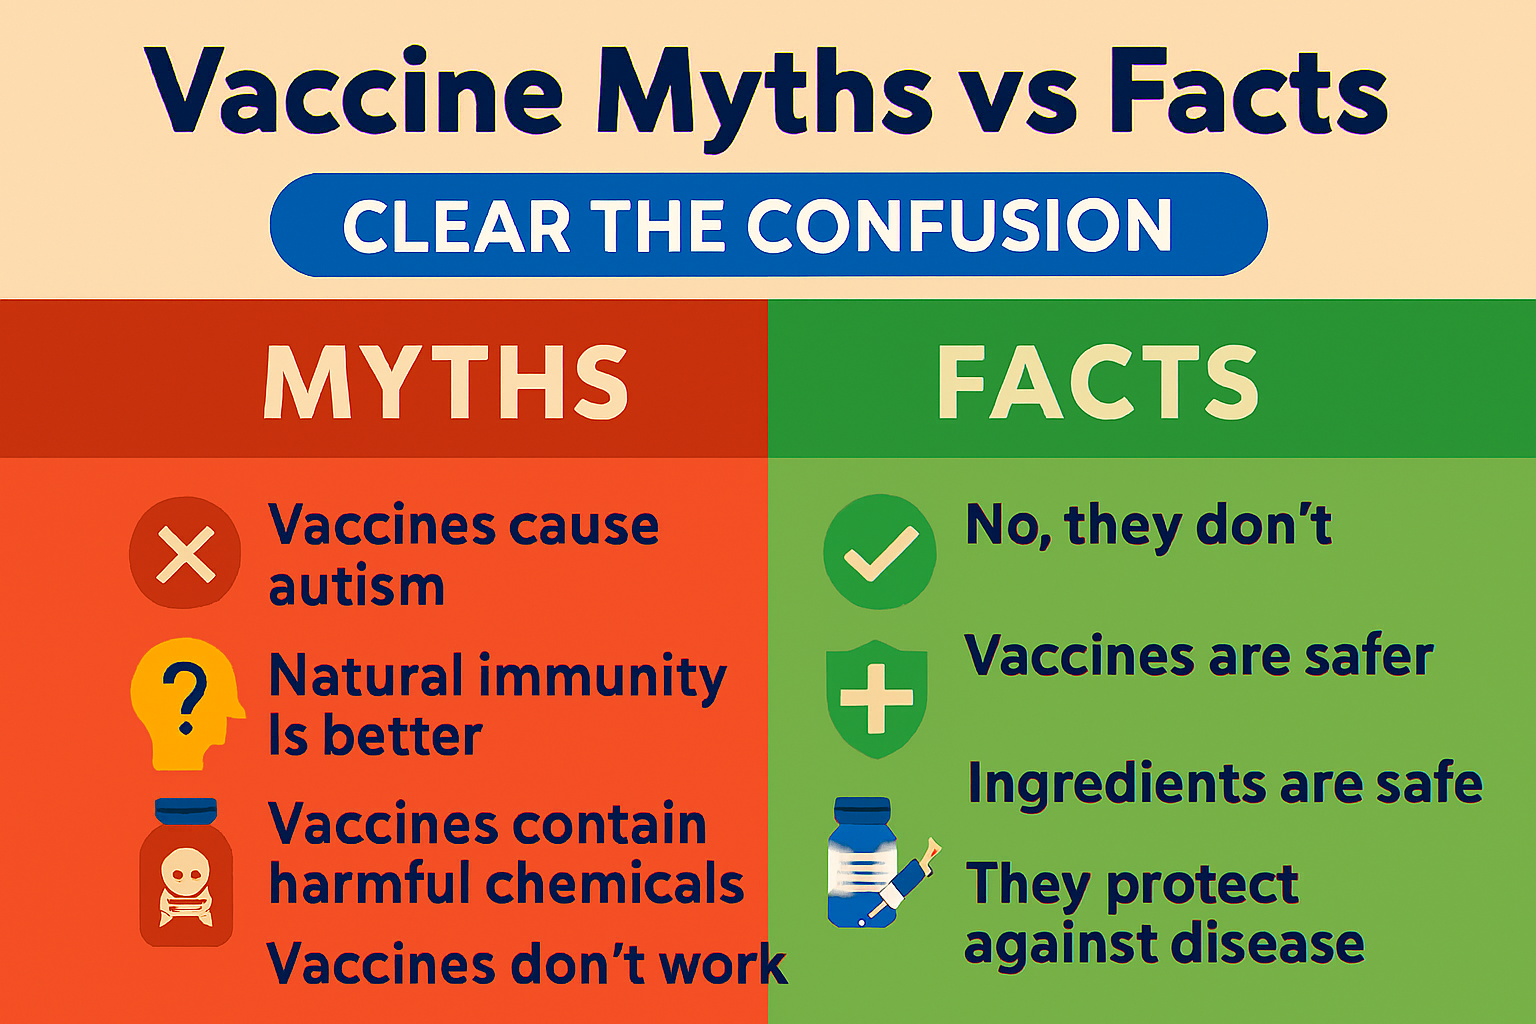 Vaccine Myths vs Facts
CLEAR THE CONFUSION
MYTHS
Vaccines cause
autism
?
Natural immunity
Is better
Vaccines contain
harmful chemicals
Vaccines don't work
FACTS
No, they don't
Vaccines are safer
Ingredients are safe
They protect
against disease